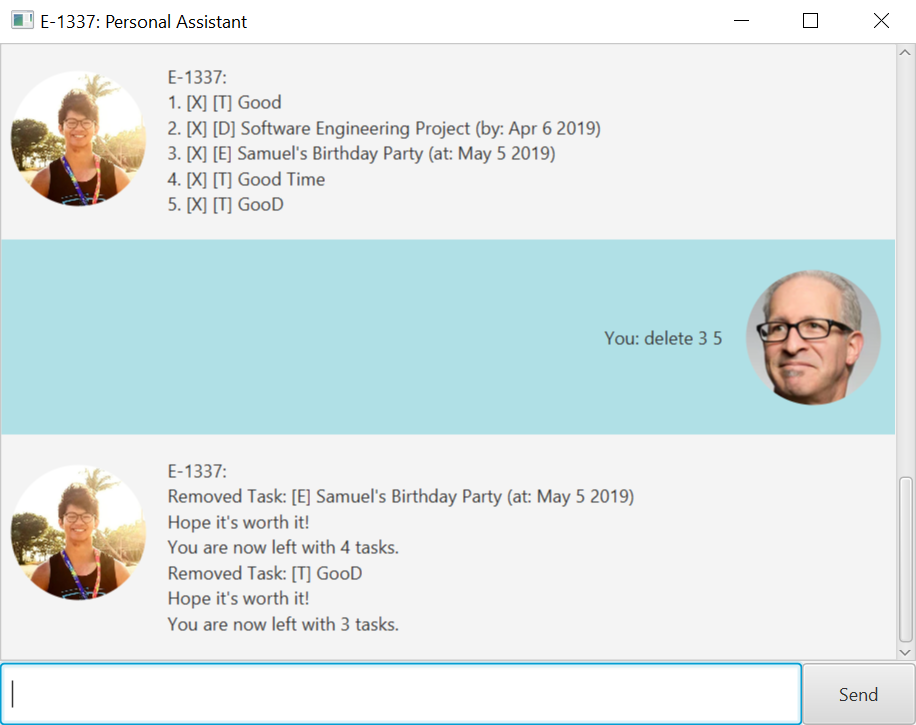 E-1337: Personal Assistant
E-1337:
1. [X] [T] Good
2. [X] [D] Software Engineering Project (by: Apr 6 2019)
3. [X] [E] Samuel's Birthday Party (at: May 5 2019)
4. [X] [T] Good Time
5. [X] [T] GooD
You: delete 3 5
E-1337:
Removed Task: [E] Samuel's Birthday Party (at: May 5 2019)
Hope it's worth it!
You are now left with 4 tasks.
Removed Task: [T] GooD
Hope it's worth it!
You are now left with 3 tasks.
Send